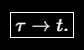 τ → t.